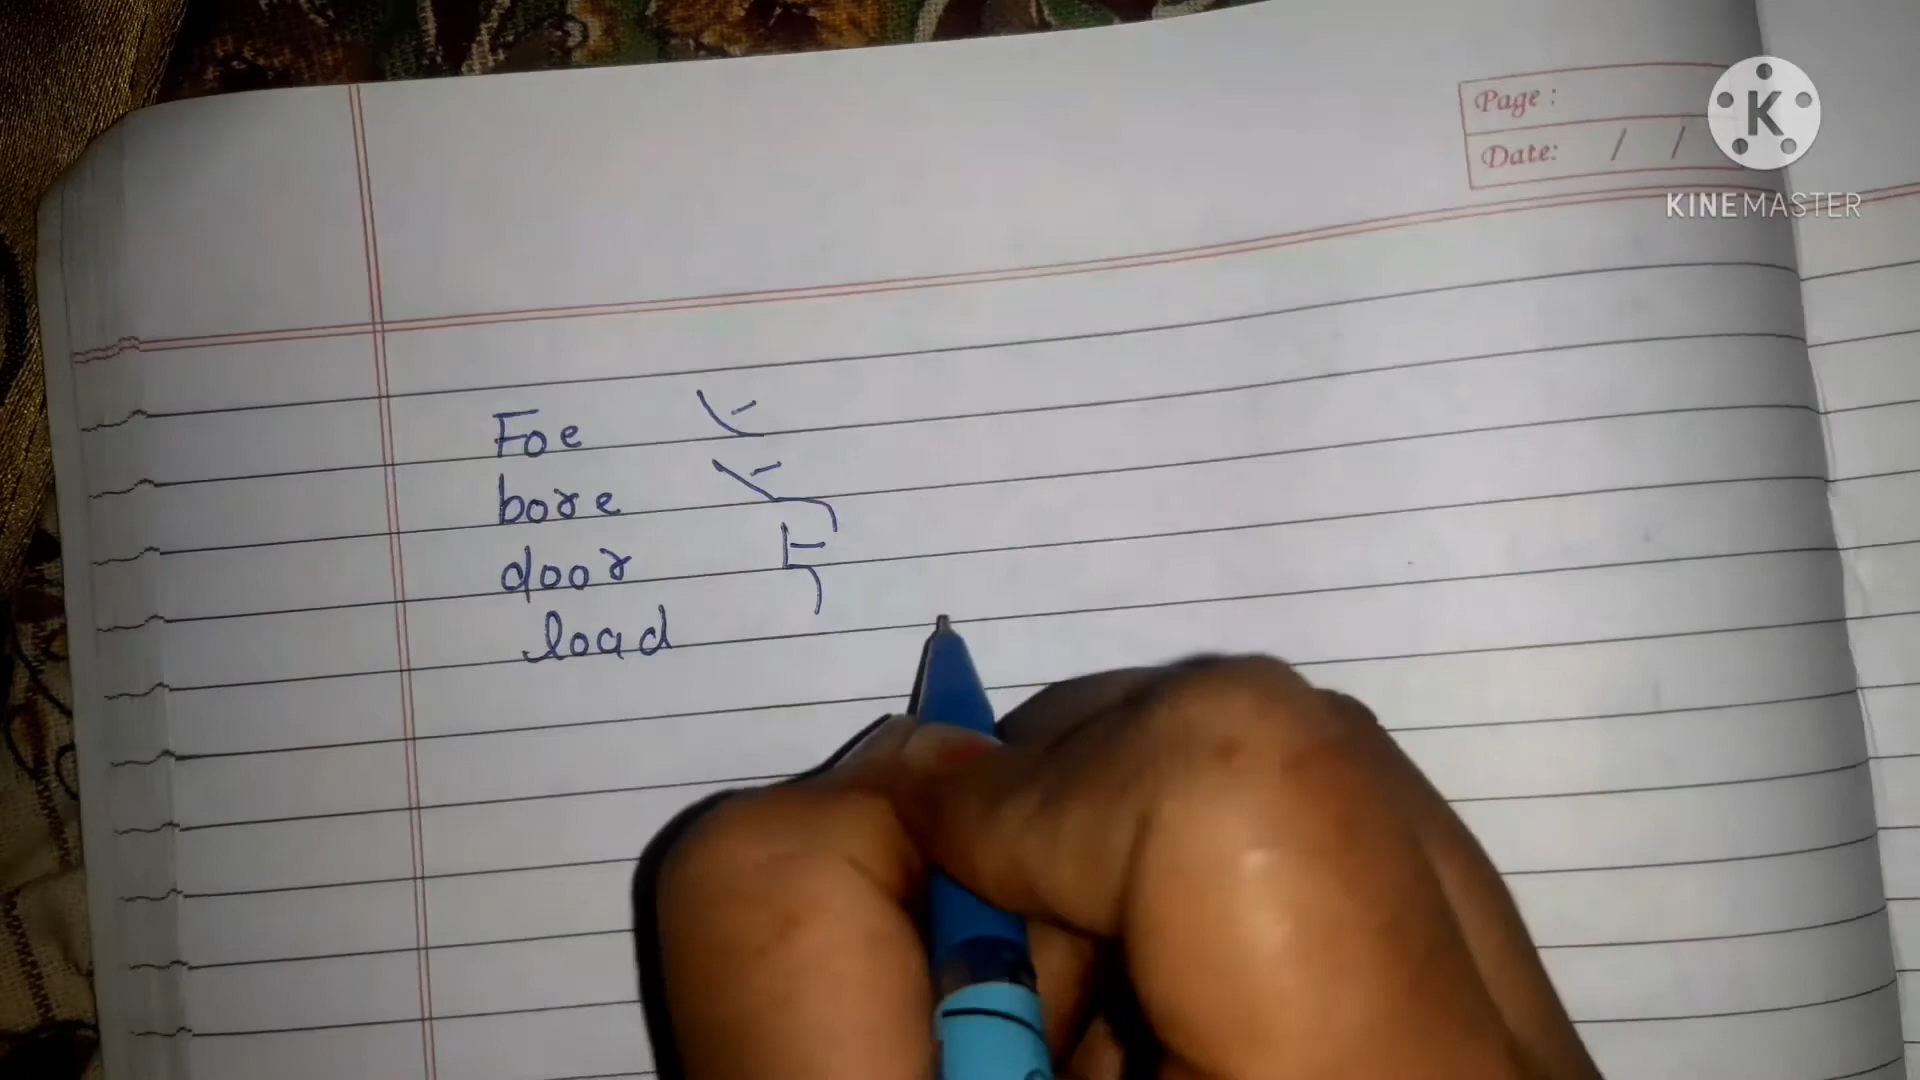 Page :
Date: / /
K
KINEMASTER
Foe
bore
door
load